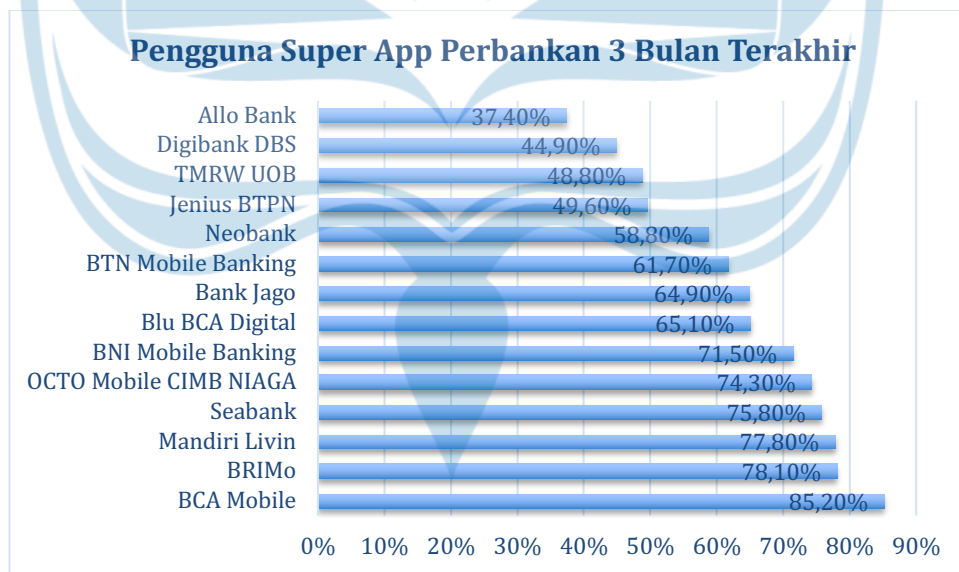 Pengguna Super App Perbankan 3 Bulan Terakhir
Allo Bank 37,40%
Digibank DBS 44,90%
TMRW UOB 48,80%
Jenius BTPN 49,60%
Neobank 58,80%
BTN Mobile Banking 61,70%
Bank Jago 64,90%
Blu BCA Digital 65,10%
BNI Mobile Banking 71,50%
OCTO Mobile CIMB NIAGA 74,30%
Seabank 75,80%
Mandiri Livin 77,80%
BRIMo 78,10%
BCA Mobile 85,20%
0% 10% 20% 30% 40% 50% 60% 70% 80% 90%